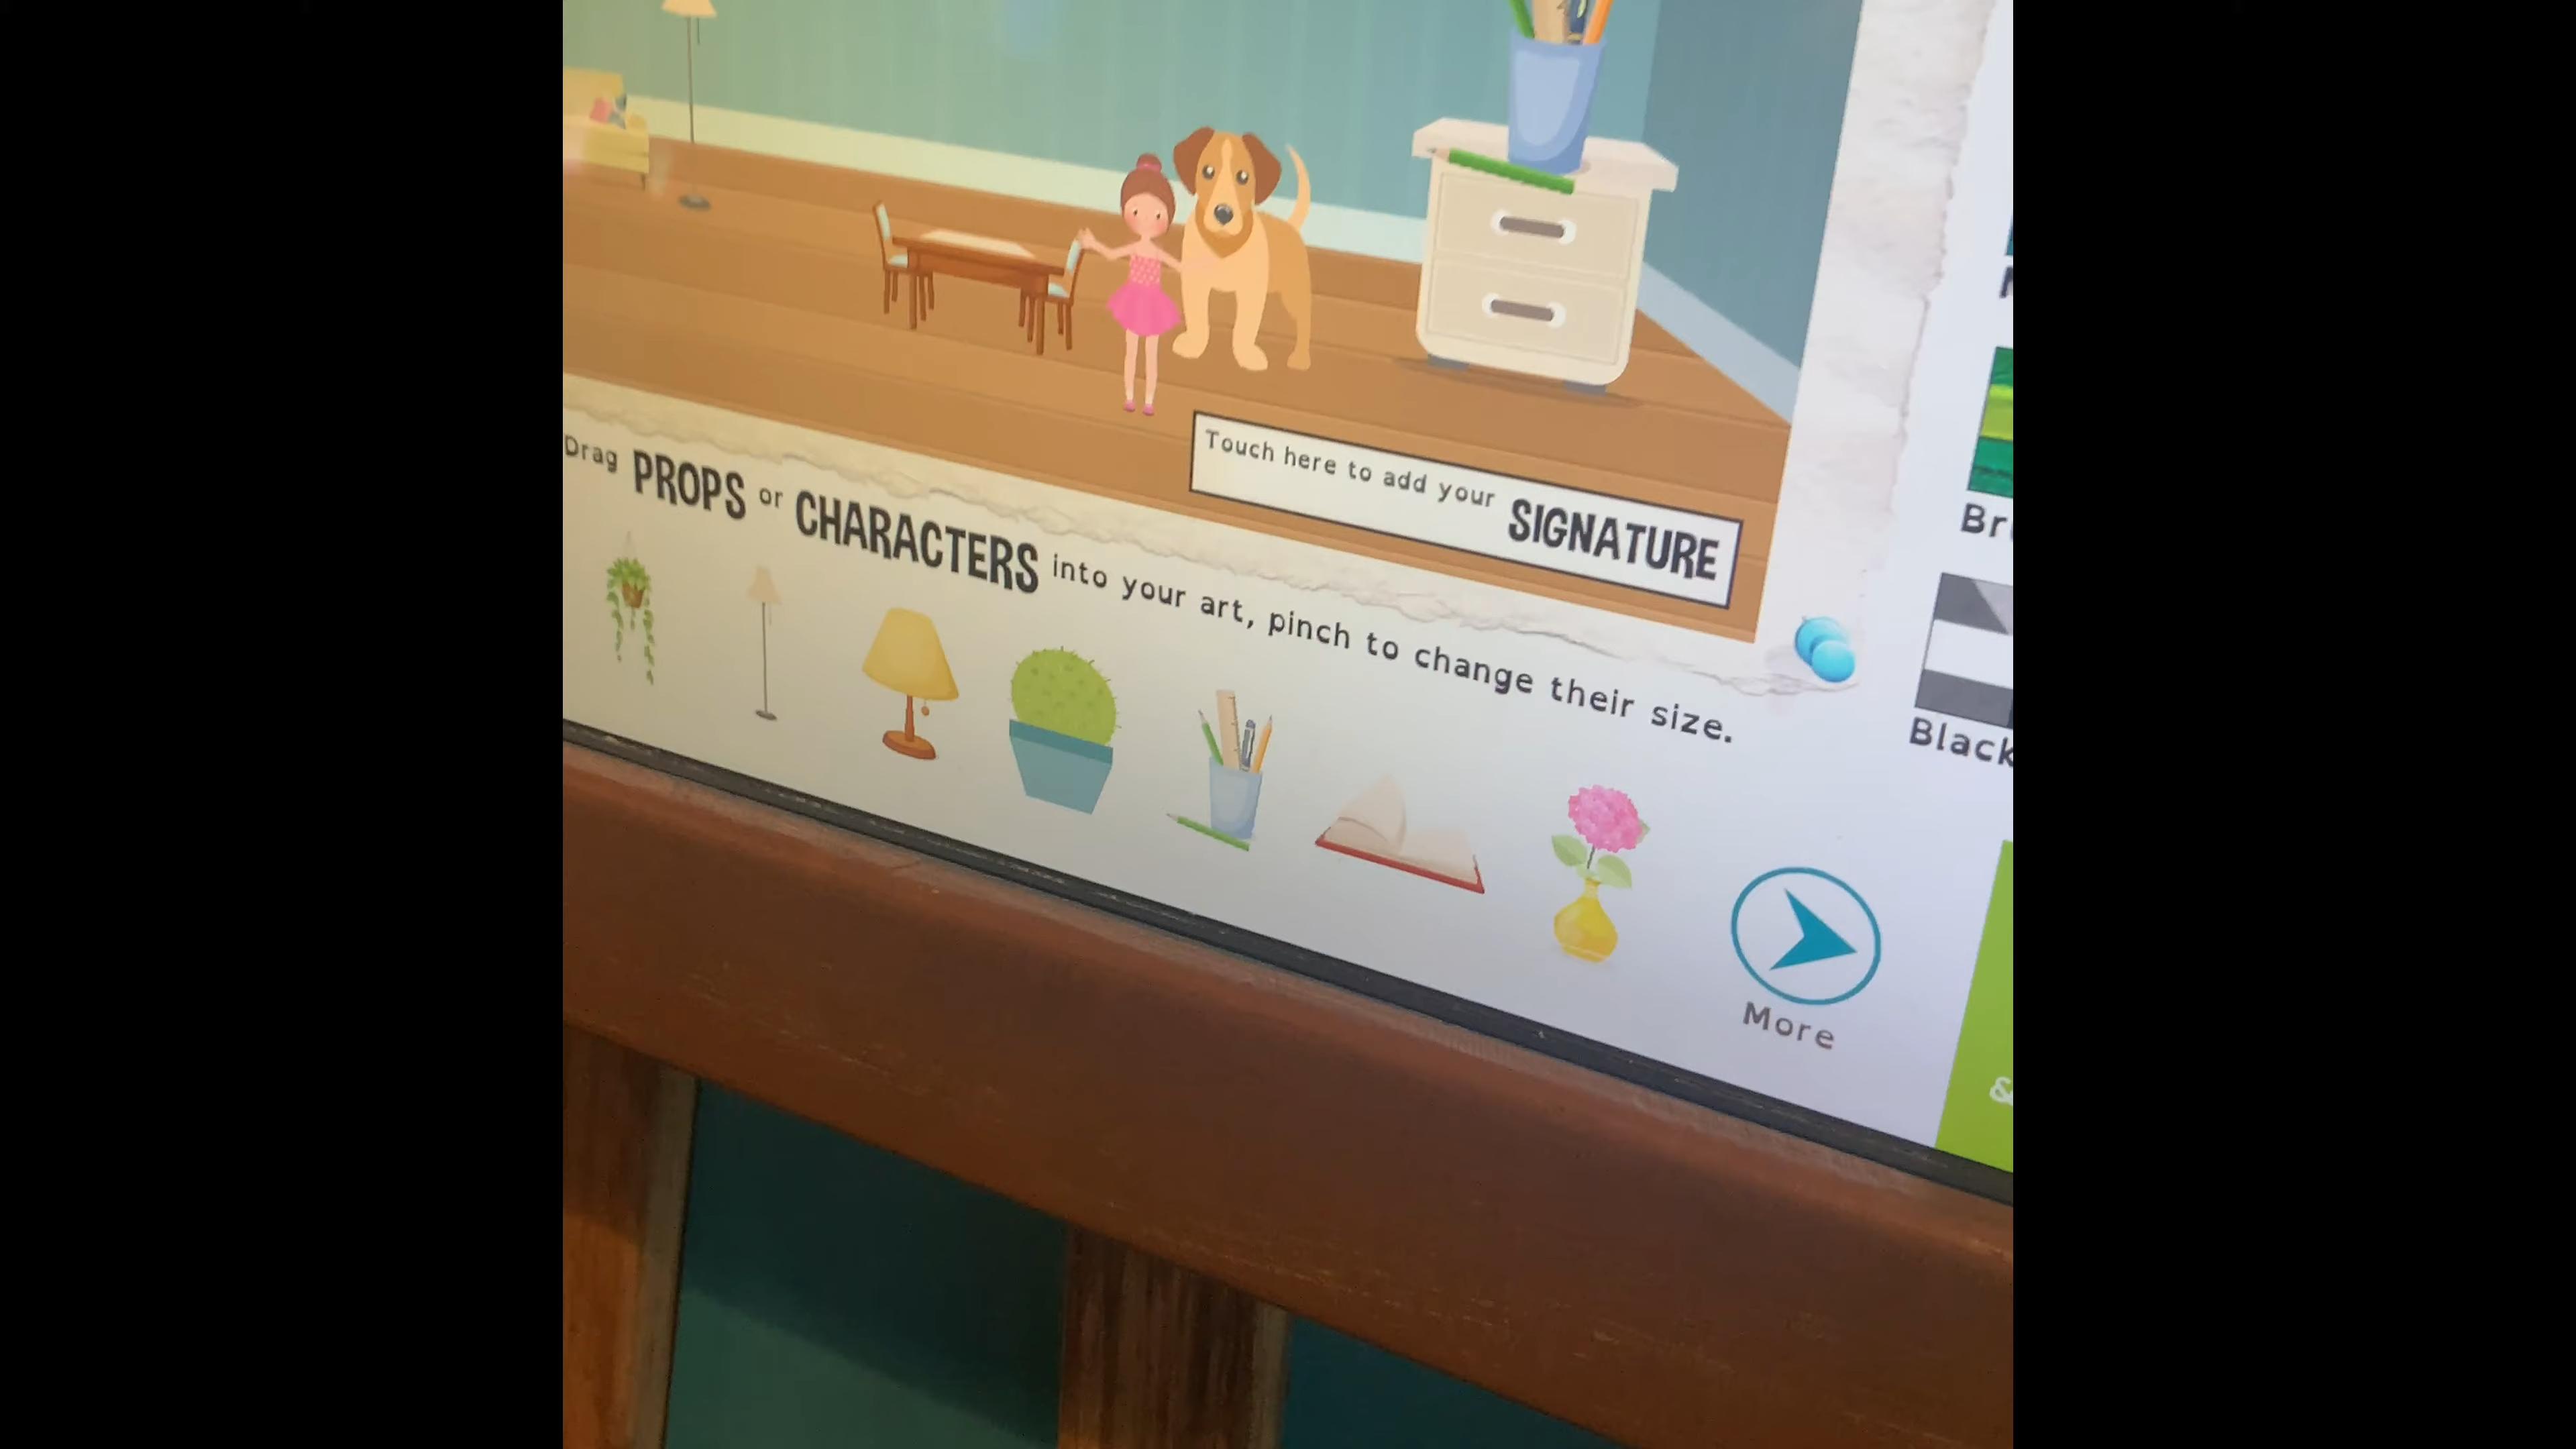 Touch here to add your SIGNATURE
Drag PROPS or CHARACTERS into your art, pinch to change their size.
Black
More
&